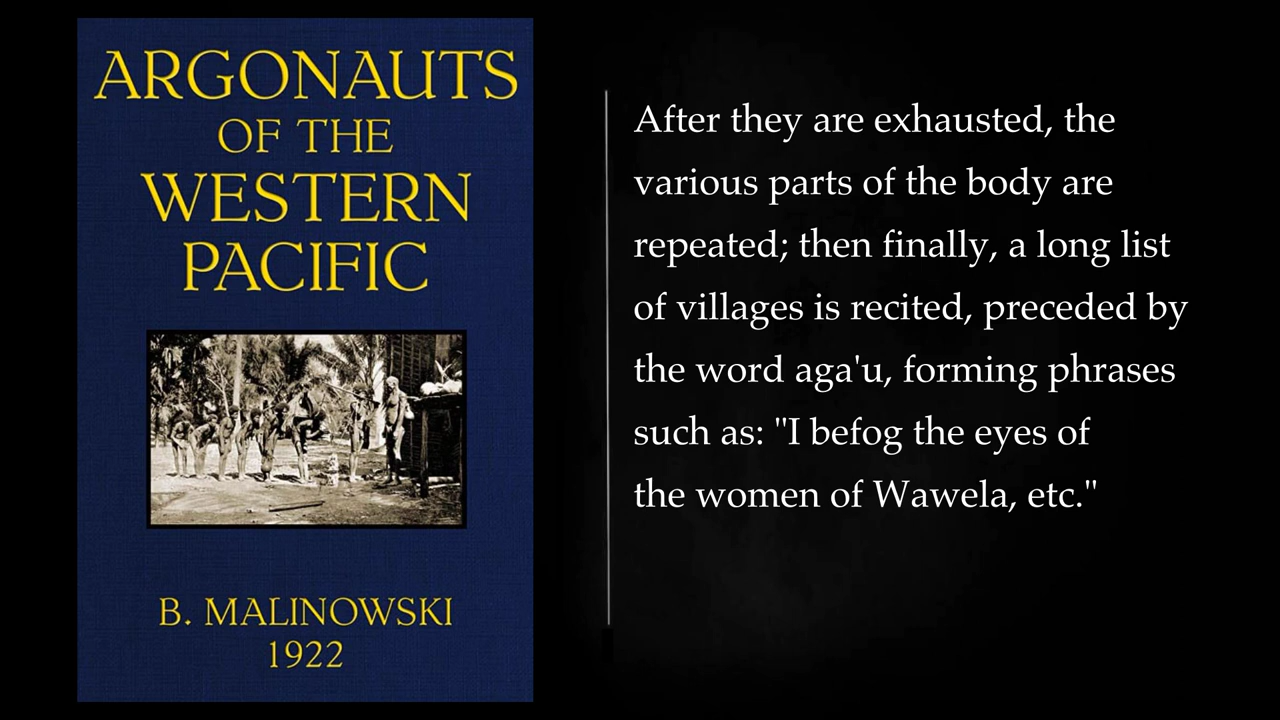 ARGONAUTS
OF THE
WESTERN
PACIFIC
B. MALINOWSKI
1922
After they are exhausted, the
various parts of the body are
repeated; then finally, a long list
of villages is recited, preceded by
the word aga'u, forming phrases
such as: "I befog the eyes of
the women of Wawela, etc."